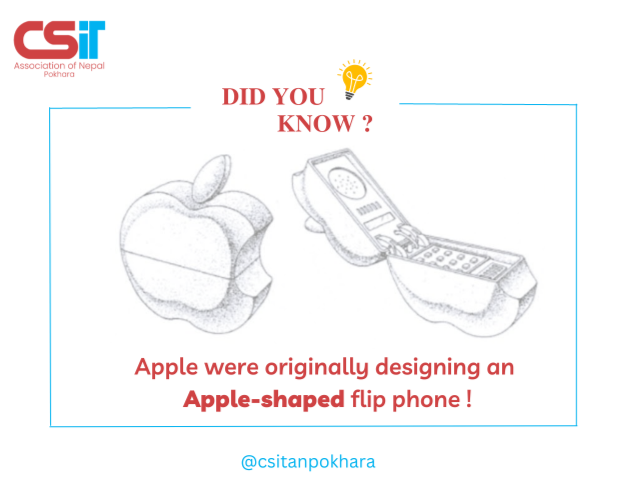 CSiT
Association of Nepal
Pokhara
DID YOU
KNOW ?
Apple were originally designing an
Apple-shaped flip phone !
@csitanpokhara